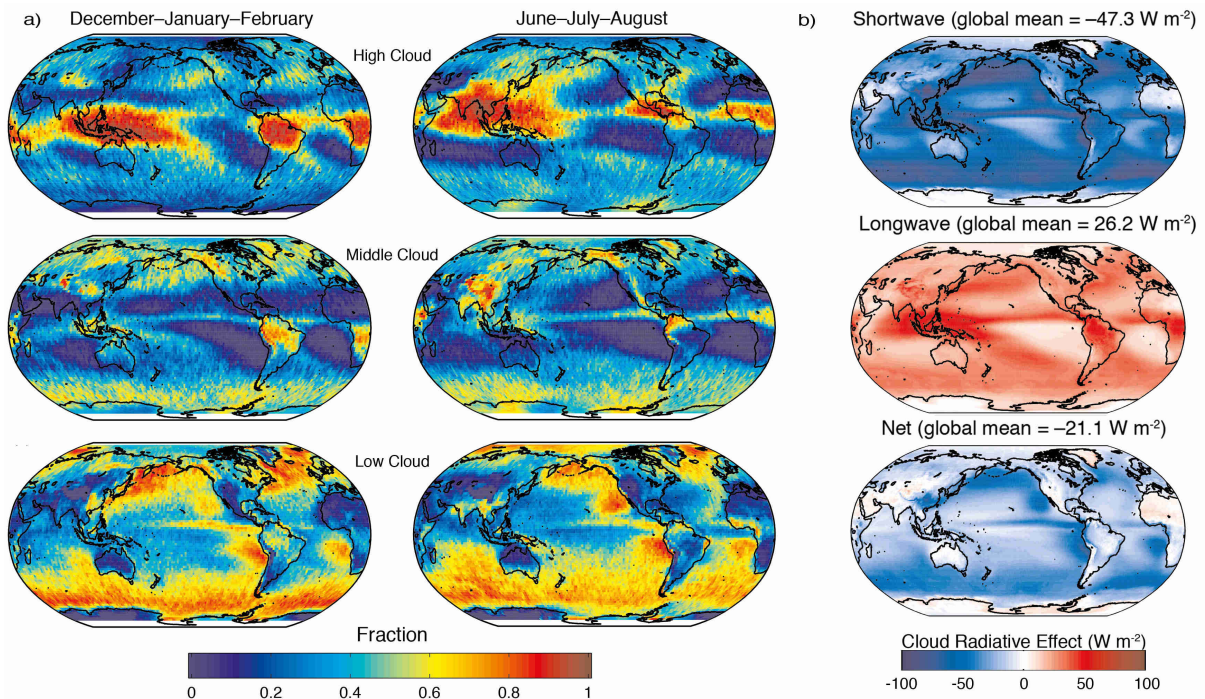 a)
December–January–February
June–July–August
High Cloud
Middle Cloud
Low Cloud
Fraction
0 0.2 0.4 0.6 0.8 1
b)
Shortwave (global mean = –47.3 W m-2)
Longwave (global mean = 26.2 W m-2)
Net (global mean = –21.1 W m-2)
Cloud Radiative Effect (W m-2)
-100 -50 0 50 100